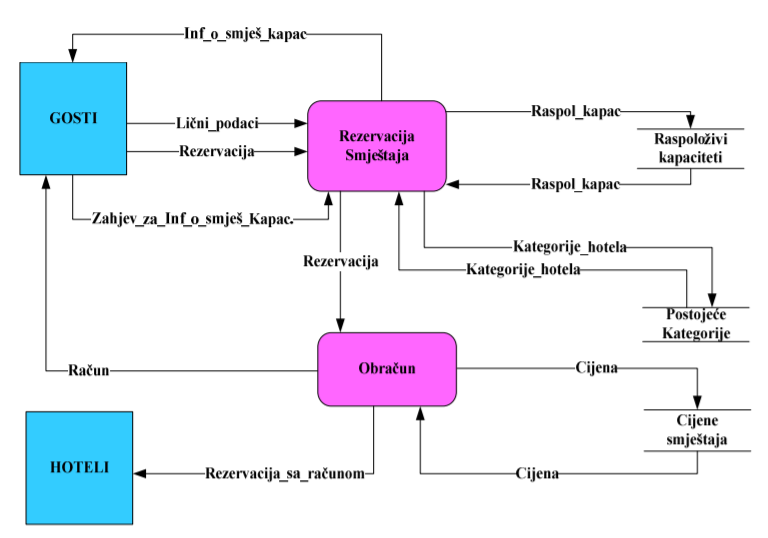 Inf_o_smješ_kapac
GOSTI
Lični_podaci
Rezervacija
Zahjev_za_Inf_o_smješ_Kapac.
Rezervacija
Smještaja
Raspol_kapac
Raspoloživi
kapaciteti
Raspol_kapac
Kategorije_hotela
Kategorije_hotela
Rezervacija
Postojeće
Kategorije
Obračun
Račun
Cijena
Cijene
smještaja
Cijena
HOTELI
Rezervacija_sa_računom